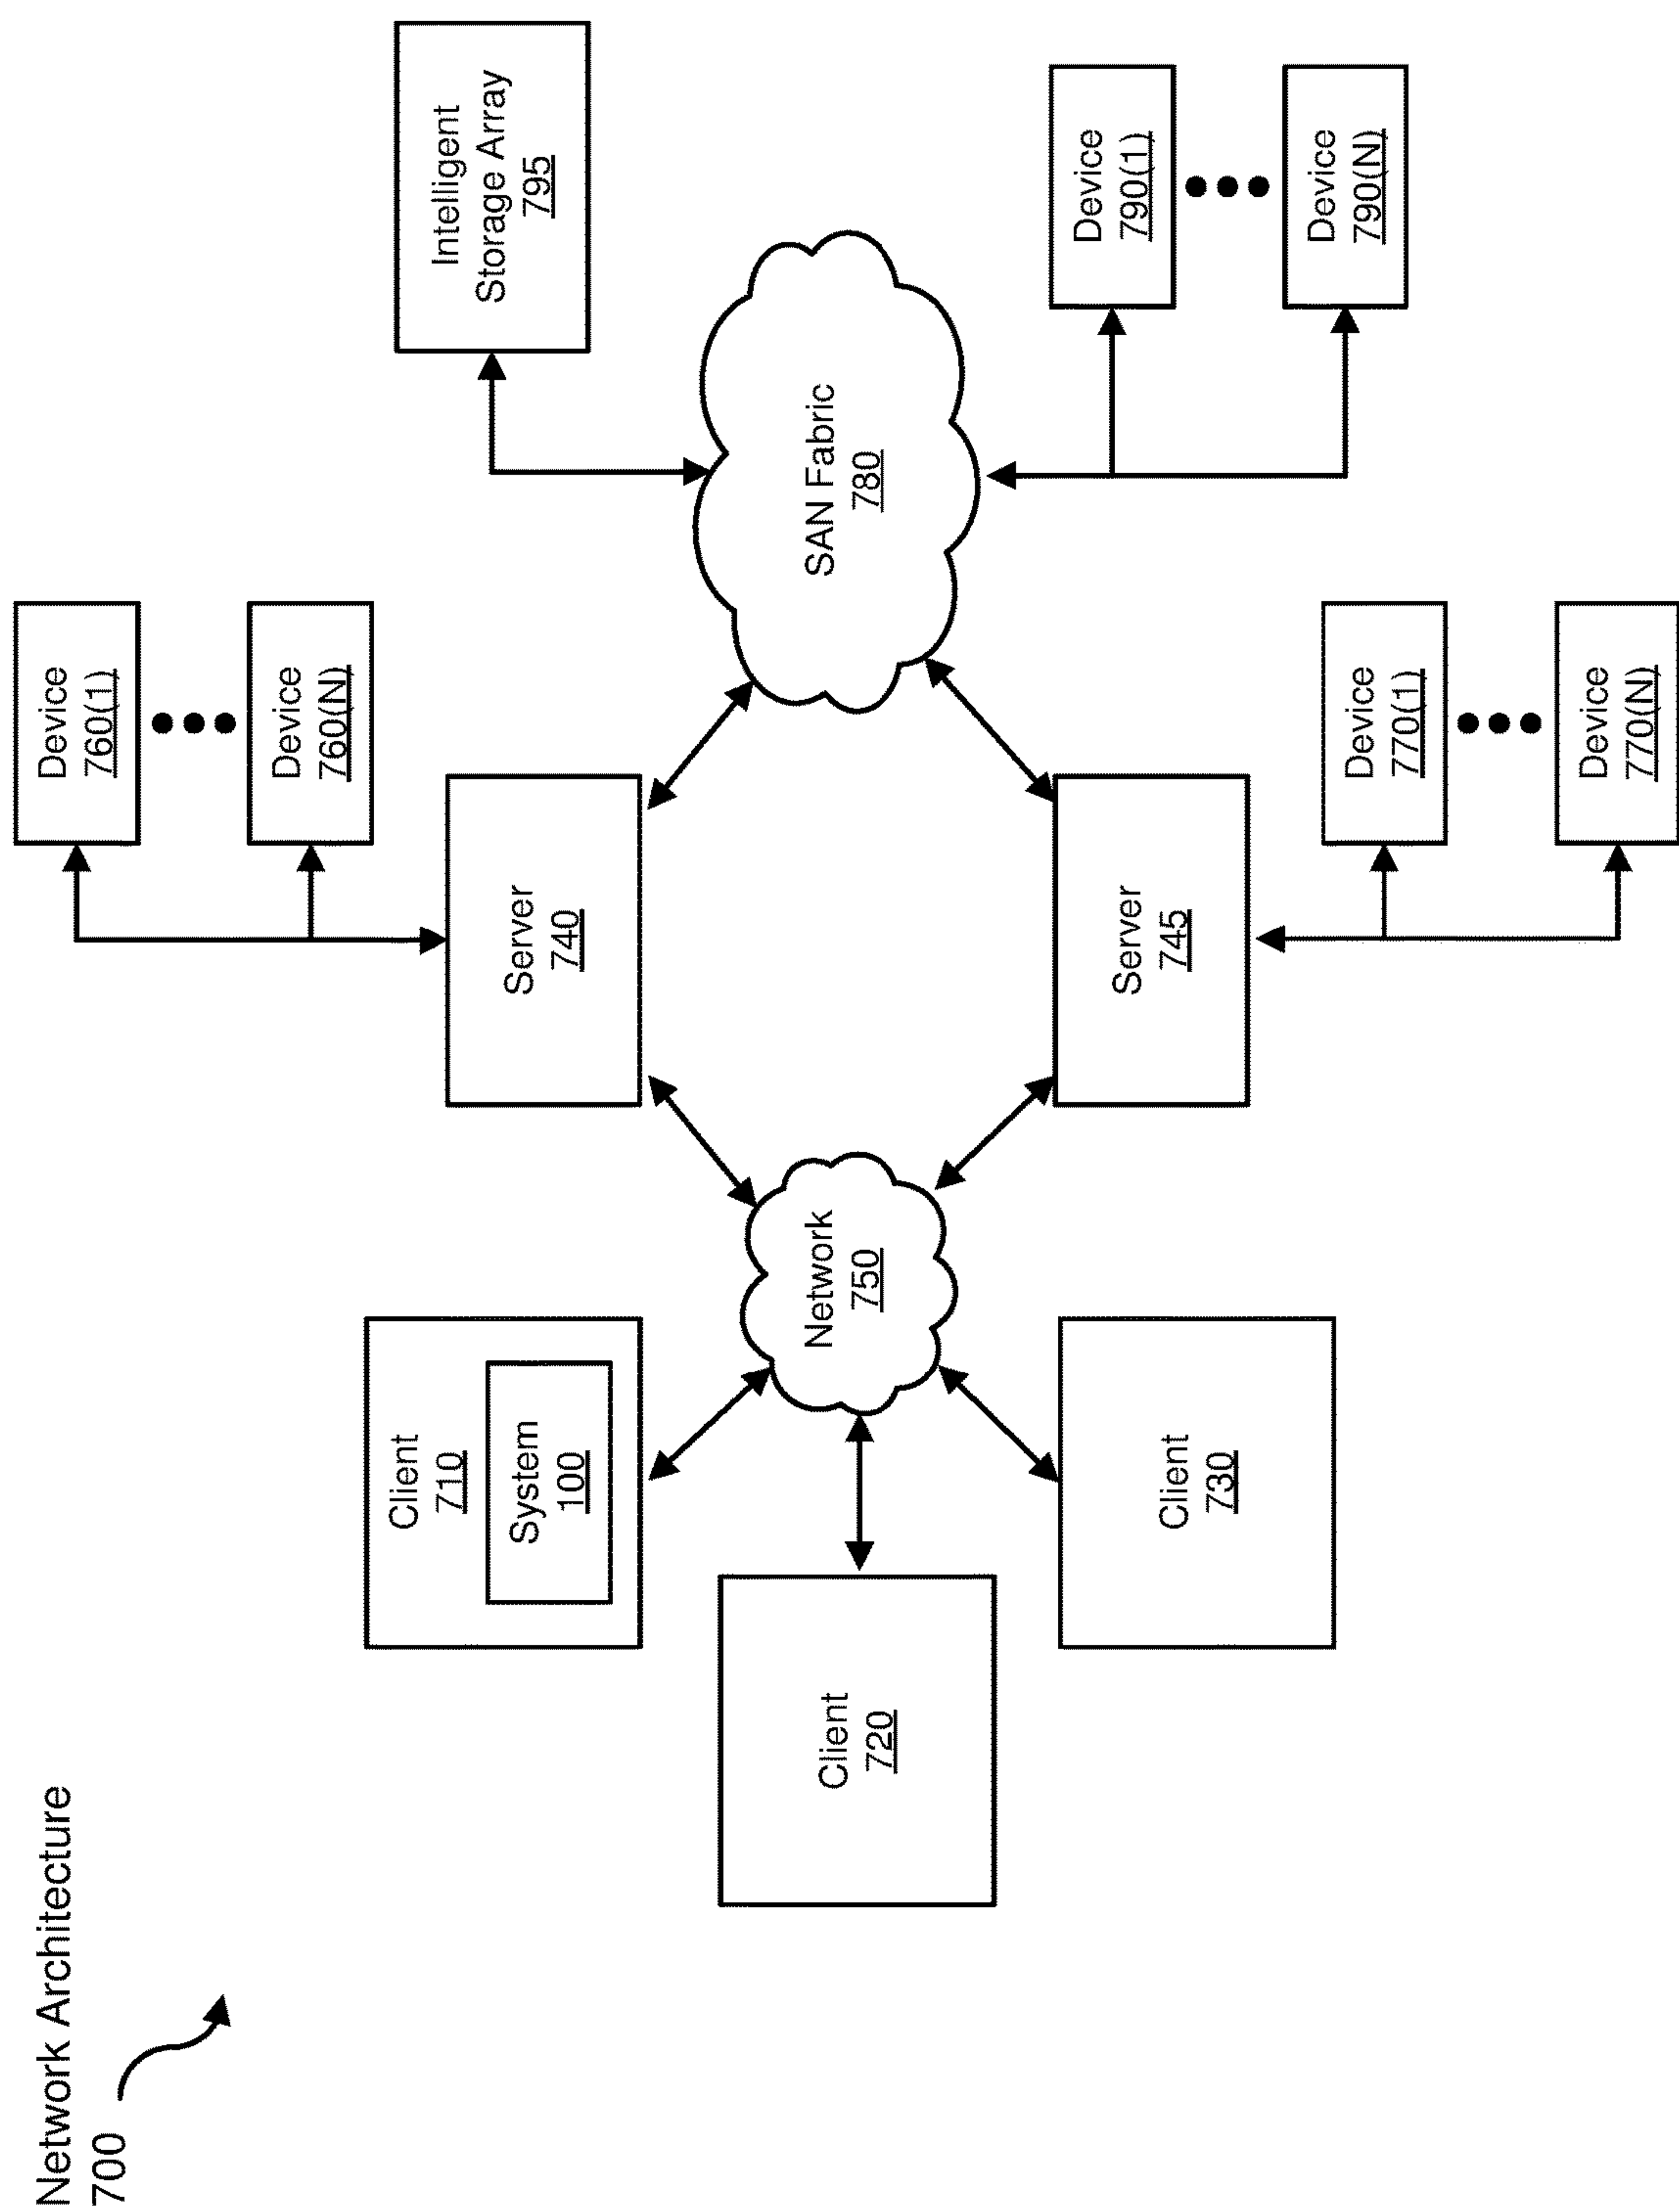 Network Architecture
700
Client
710
System
100
Client
720
Client
730
Network
750
Server
740
Server
745
Device
760(1)
Device
760(N)
Device
770(1)
Device
770(N)
SAN Fabric
780
Intelligent
Storage Array
795
Device
790(1)
Device
790(N)